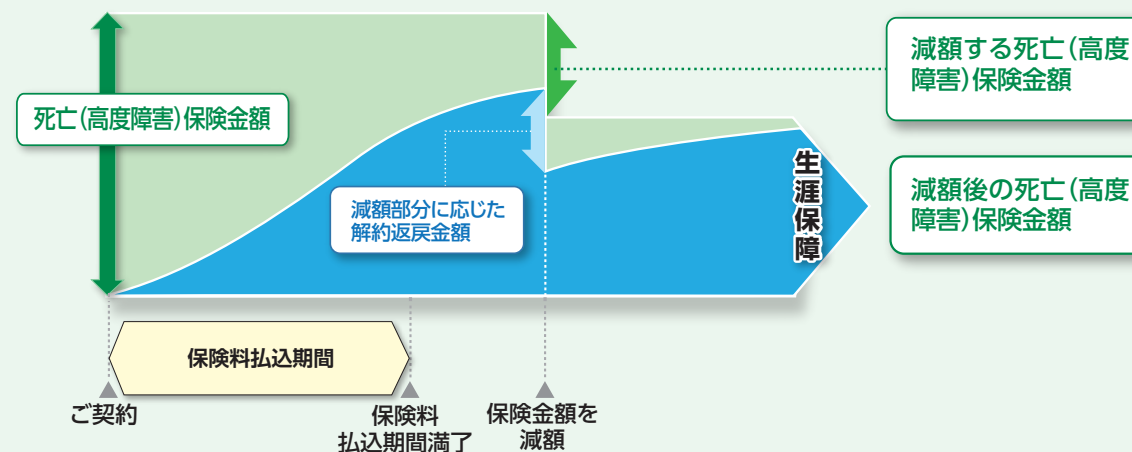 死亡(高度障害)保険金額
減額する死亡(高度
障害)保険金額
減額部分に応じた
解約返戻金額
生涯保障
減額後の死亡(高度
障害)保険金額
保険料払込期間
ご契約
保険料
払込期間満了
保険金額を
減額